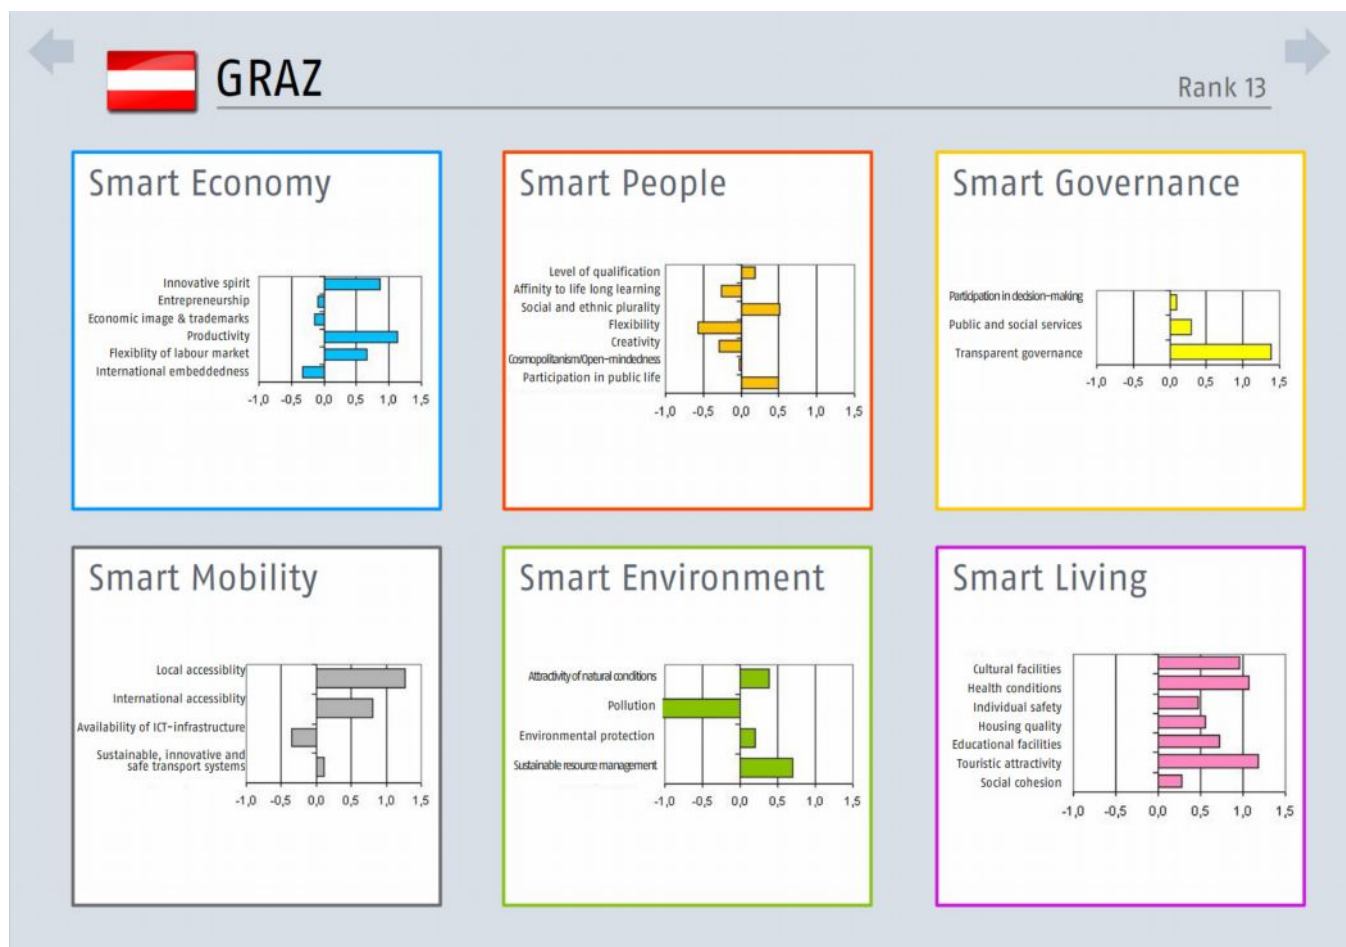 GRAZ
Rank 13
Smart Economy
Innovative spirit
Entrepreneurship
Economic image & trademarks
Productivity
Flexiblity of labour market
International embeddedness
-1,0 -0,5 0,0 0,5 1,0 1,5
Smart People
Level of qualification
Affinity to life long learning
Social and ethnic plurality
Flexibility
Creativity
Cosmopolitanism/Open-mindedness
Participation in public life
-1,0 -0,5 0,0 0,5 1,0 1,5
Smart Governance
Participation in decision-making
Public and social services
Transparent governance
-1,0 -0,5 0,0 0,5 1,0 1,5
Smart Mobility
Local accessiblity
International accessiblity
Availability of ICT-infrastructure
Sustainable, innovative and
safe transport systems
-1,0 -0,5 0,0 0,5 1,0 1,5
Smart Environment
Attractivity of natural conditions
Pollution
Environmental protection
Sustainable resource management
-1,0 -0,5 0,0 0,5 1,0 1,5
Smart Living
Cultural facilities
Health conditions
Individual safety
Housing quality
Educational facilities
Touristic attractivity
Social cohesion
-1,0 -0,5 0,0 0,5 1,0 1,5